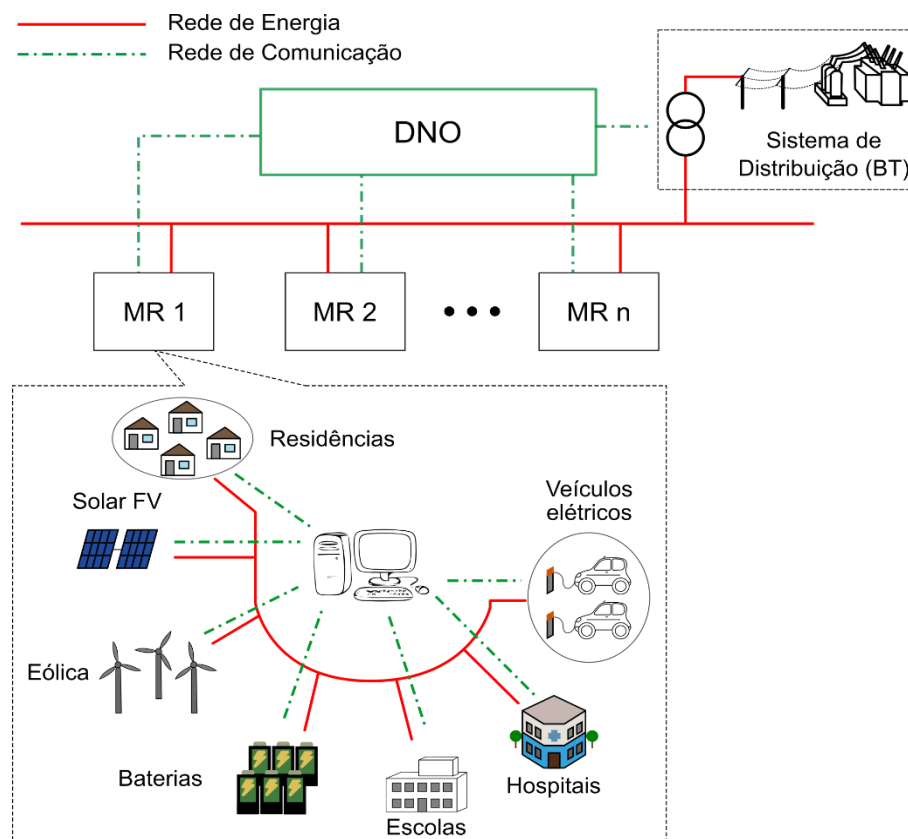 Rede de Energia
Rede de Comunicação
DNO
Sistema de
Distribuição (BT)
MR 1
MR 2
• • •
MR n
Residências
Solar FV
Veículos
elétricos
Eólica
Baterias
Escolas
Hospitais